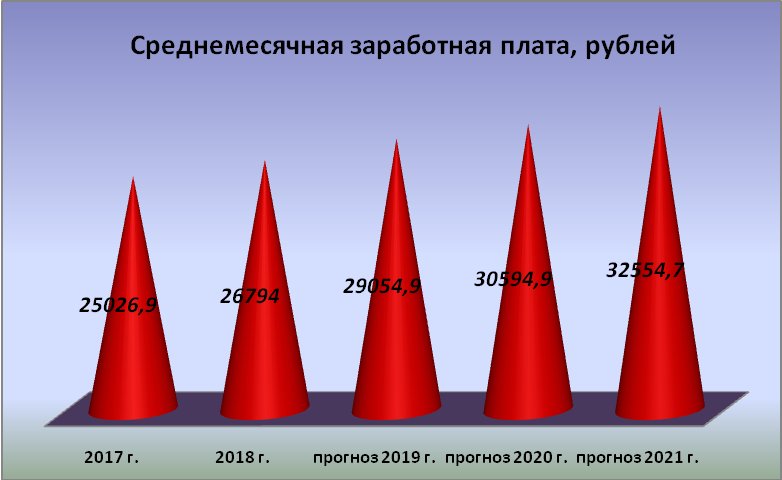 Среднемесячная заработная плата, рублей
25026,9
26794
29054,9
30594,9
32554,7
2017 г.
2018 г.
прогноз 2019 г.
прогноз 2020 г.
прогноз 2021 г.